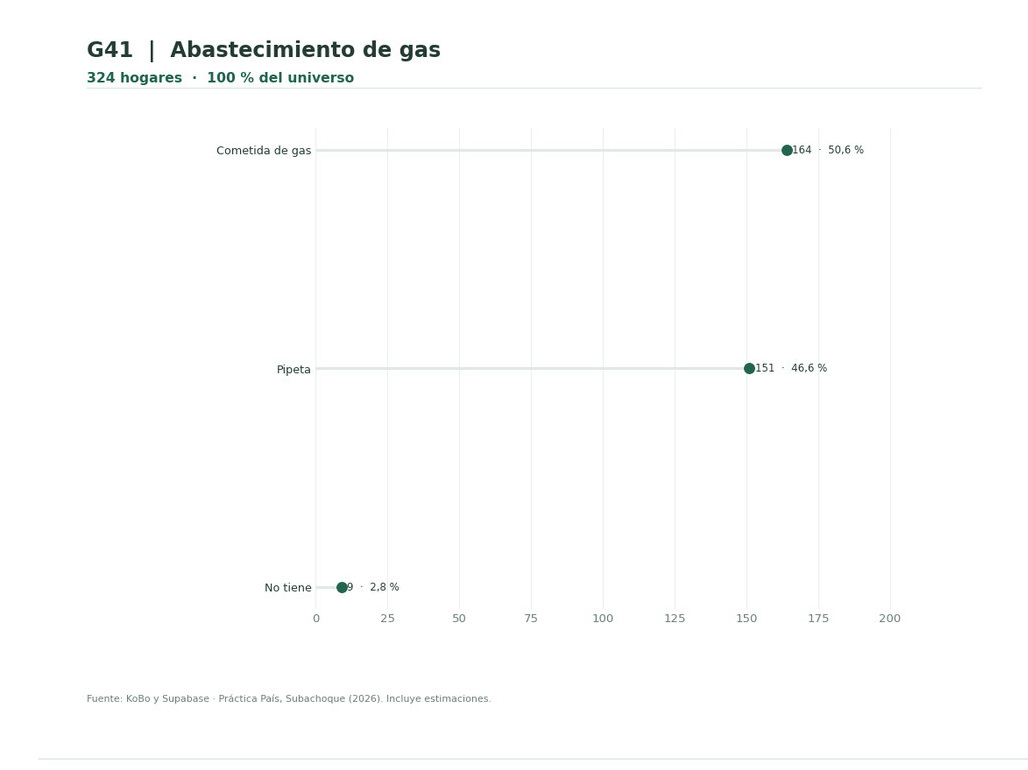 G41 | Abastecimiento de gas
324 hogares · 100 % del universo
Cometida de gas 164 · 50,6 %
Pipeta 151 · 46,6 %
No tiene 9 · 2,8 %
0 25 50 75 100 125 150 175 200
Fuente: KoBo y Supabase · Práctica País, Subachoque (2026). Incluye estimaciones.